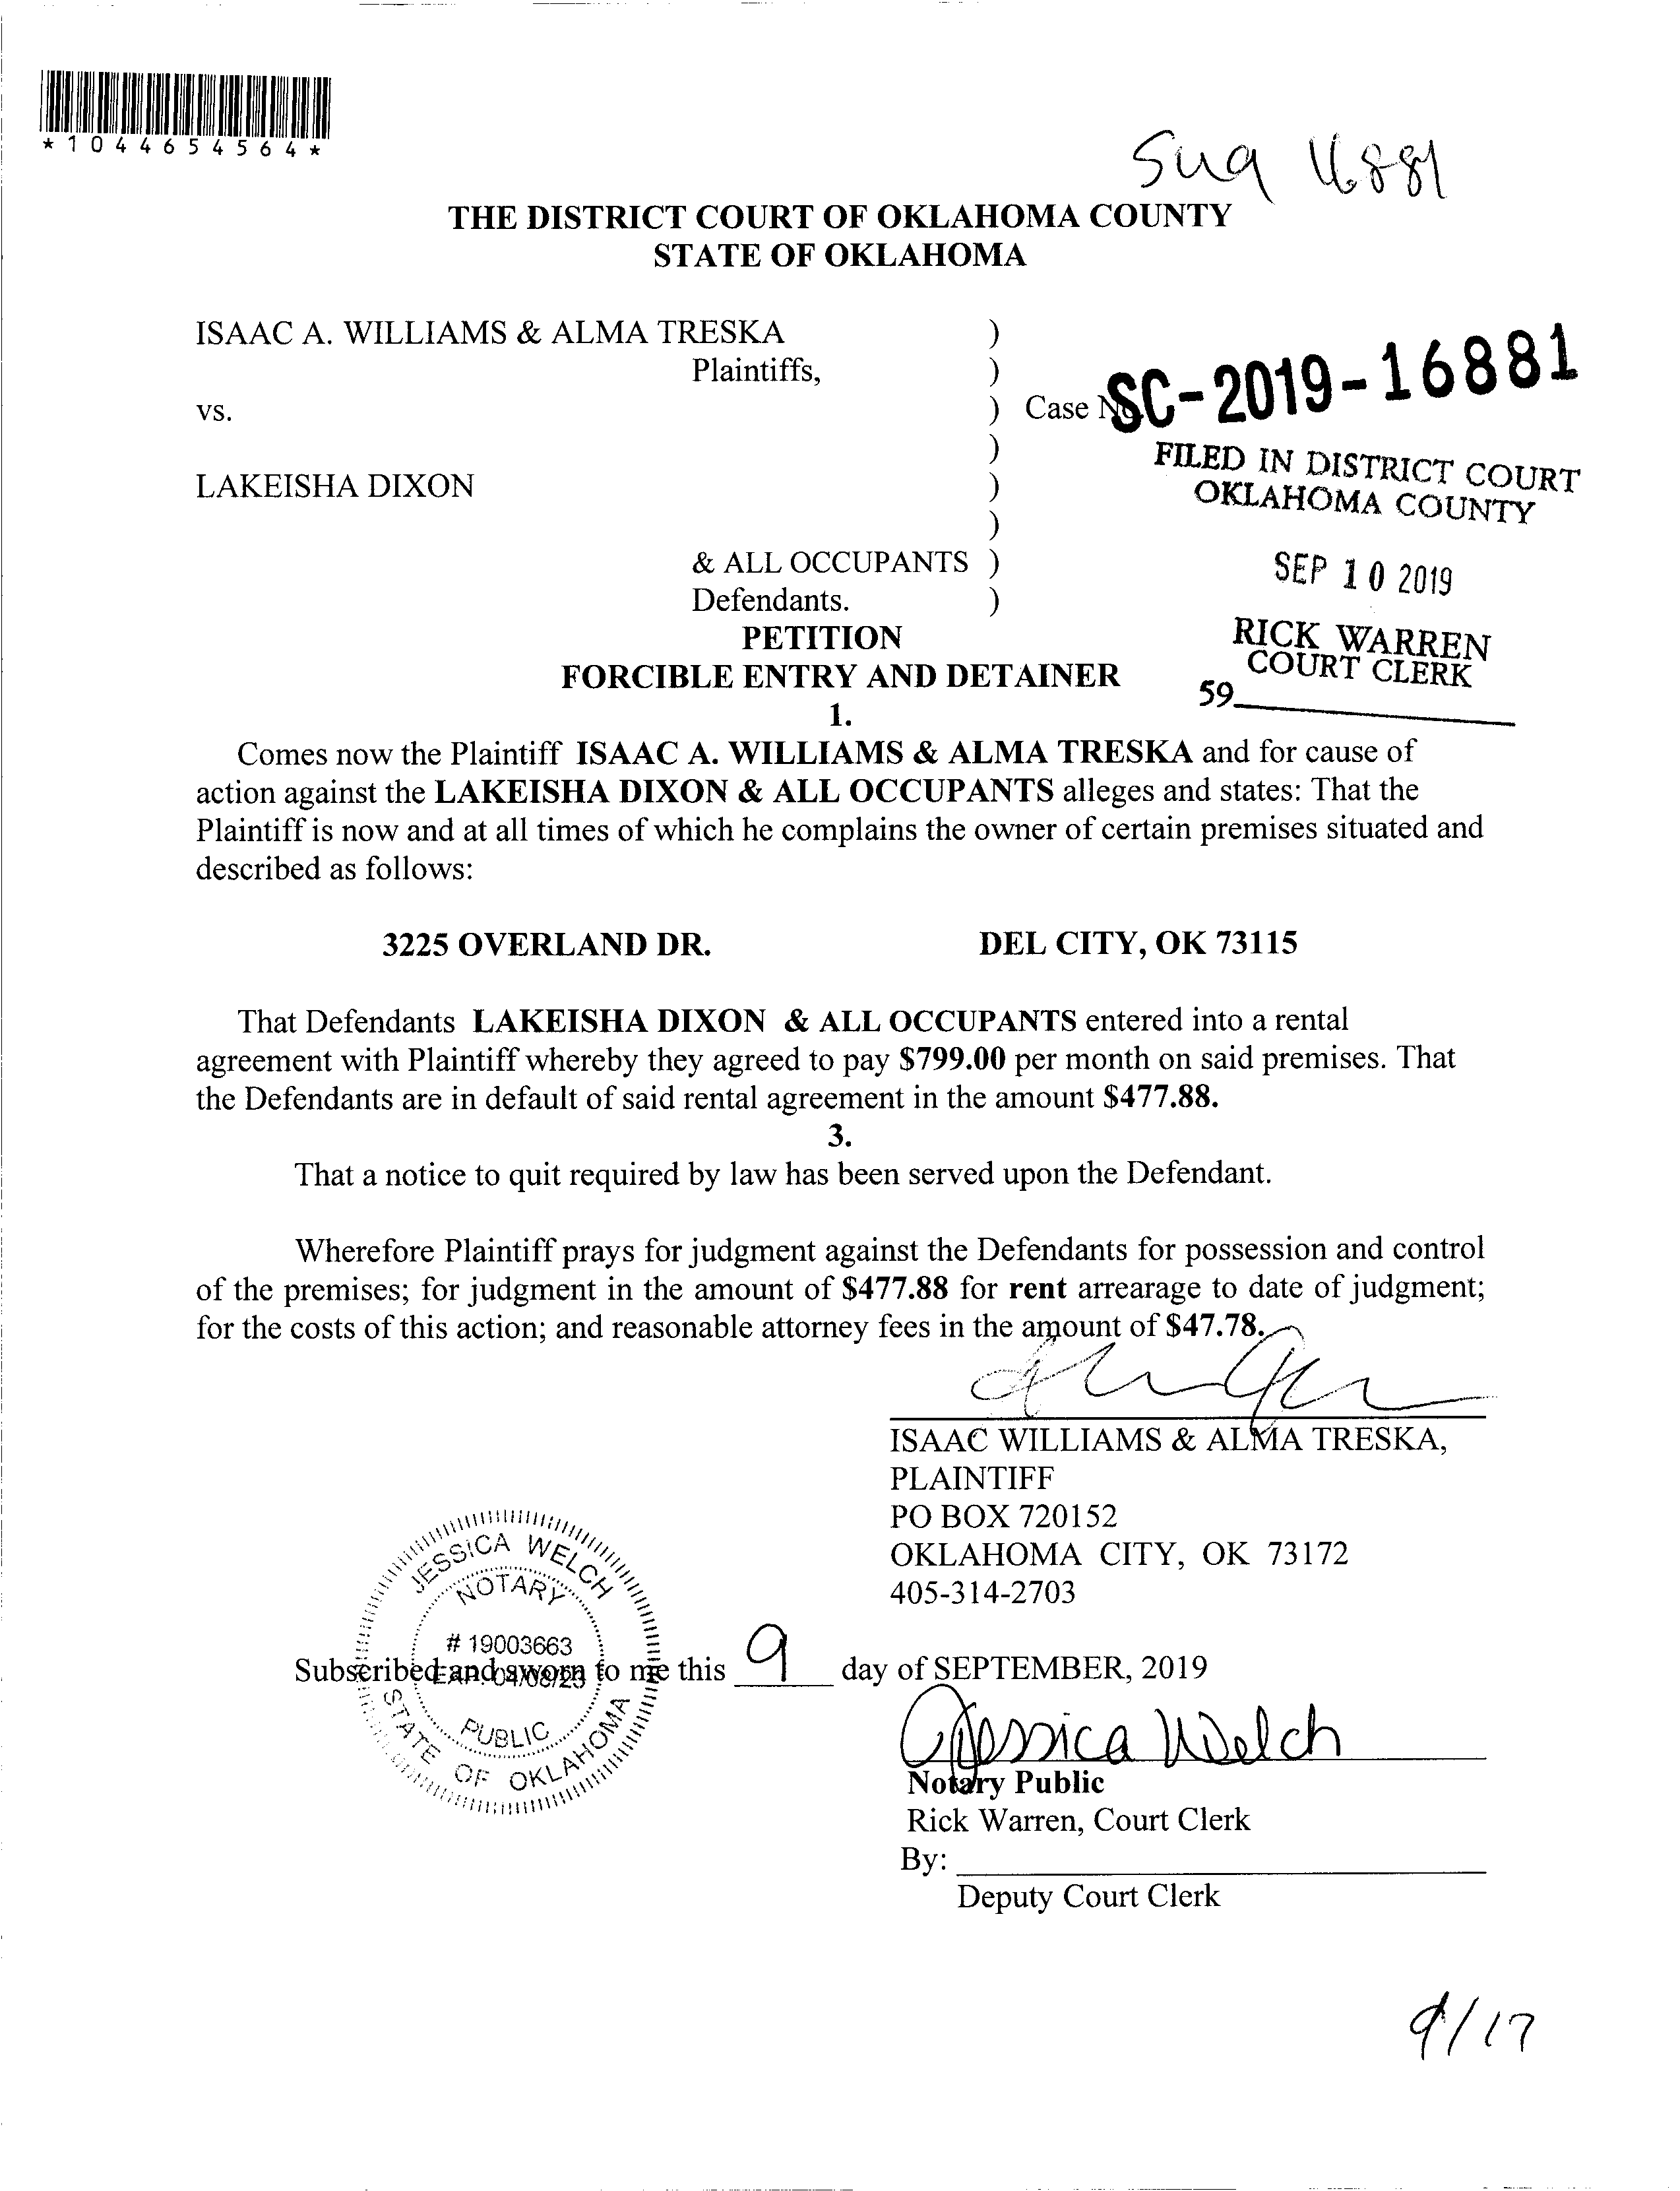 *1044654564*
THE DISTRICT COURT OF OKLAHOMA COUNTY
STATE OF OKLAHOMA
ISAAC A. WILLIAMS & ALMA TRESKA )
Plaintiffs, )
vs. ) Case No. SC-2019-16881
)
FILED IN DISTRICT COURT
OKLAHOMA COUNTY
LAKEISHA DIXON )
)
& ALL OCCUPANTS )
SEP 10 2019
Defendants. )
RICK WARREN
COURT CLERK
59
PETITION
FORCIBLE ENTRY AND DETAINER
1.
Comes now the Plaintiff ISAAC A. WILLIAMS & ALMA TRESKA and for cause of
action against the LAKEISHA DIXON & ALL OCCUPANTS alleges and states: That the
Plaintiff is now and at all times of which he complains the owner of certain premises situated and
described as follows:
3225 OVERLAND DR. DEL CITY, OK 73115
That Defendants LAKEISHA DIXON & ALL OCCUPANTS entered into a rental
agreement with Plaintiff whereby they agreed to pay $799.00 per month on said premises. That
the Defendants are in default of said rental agreement in the amount $477.88.
3.
That a notice to quit required by law has been served upon the Defendant.
Wherefore Plaintiff prays for judgment against the Defendants for possession and control
of the premises; for judgment in the amount of $477.88 for rent arrearage to date of judgment;
for the costs of this action; and reasonable attorney fees in the amount of $47.78.
ISAAC WILLIAMS & ALMA TRESKA,
PLAINTIFF
PO BOX 720152
OKLAHOMA CITY, OK 73172
405-314-2703
JESSICA WELCH
NOTARY
# 19003663
EXP. 04/08/23
PUBLIC
STATE OF OKLAHOMA
Subscribed and sworn to me this 9 day of SEPTEMBER, 2019
Jessica Welch
Notary Public
Rick Warren, Court Clerk
By:
Deputy Court Clerk
9/17